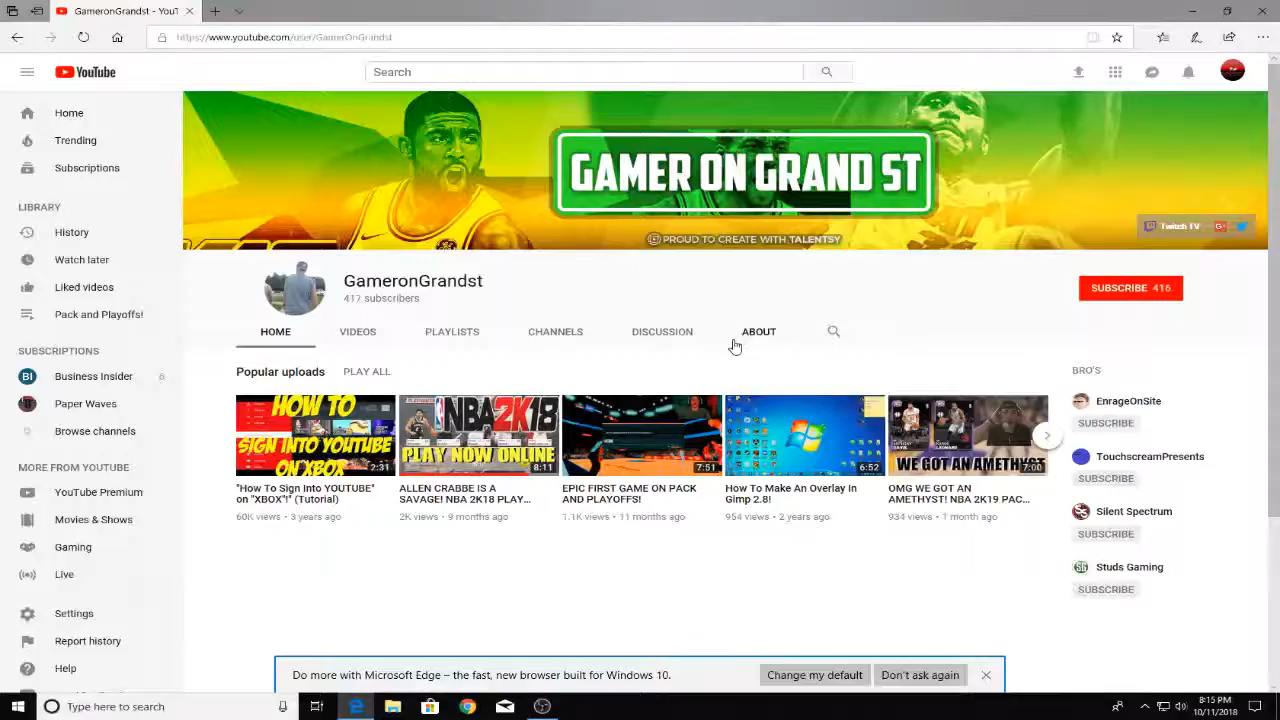 GameronGrandst - YouT
https://www.youtube.com/user/GamerOnGrandst
YouTube
Search
Home
Trending
Subscriptions
LIBRARY
History
Watch later
Liked videos
Pack and Playoffs!
SUBSCRIPTIONS
BI Business Insider 6
Paper Waves
Browse channels
MORE FROM YOUTUBE
YouTube Premium
Movies & Shows
Gaming
Live
Settings
Report history
Help
GAMER ON GRAND ST
PROUD TO CREATE WITH TALENTSY
Twitch TV
GameronGrandst
417 subscribers
SUBSCRIBE 416
HOME VIDEOS PLAYLISTS CHANNELS DISCUSSION ABOUT
Popular uploads PLAY ALL
HOW TO
SIGN INTO YOUTUBE
ON XBOX
2:31
"How To Sign Into YOUTUBE"
on "XBOX"!" (Tutorial)
60K views • 3 years ago
NBA2K18
PLAY NOW ONLINE
8:11
ALLEN CRABBE IS A
SAVAGE! NBA 2K18 PLAY...
2K views • 9 months ago
7:51
EPIC FIRST GAME ON PACK
AND PLAYOFFS!
1.1K views • 11 months ago
6:52
How To Make An Overlay In
Gimp 2.8!
954 views • 2 years ago
WE GOT AN AMETHYST!
7:00
OMG WE GOT AN
AMETHYST! NBA 2K19 PAC...
934 views • 1 month ago
BRO'S
EnrageOnSite
SUBSCRIBE
TouchscreamPresents
SUBSCRIBE
Silent Spectrum
SUBSCRIBE
Studs Gaming
SUBSCRIBE
Do more with Microsoft Edge – the fast, new browser built for Windows 10.
Change my default
Don't ask again
Type here to search
8:15 PM
10/11/2018